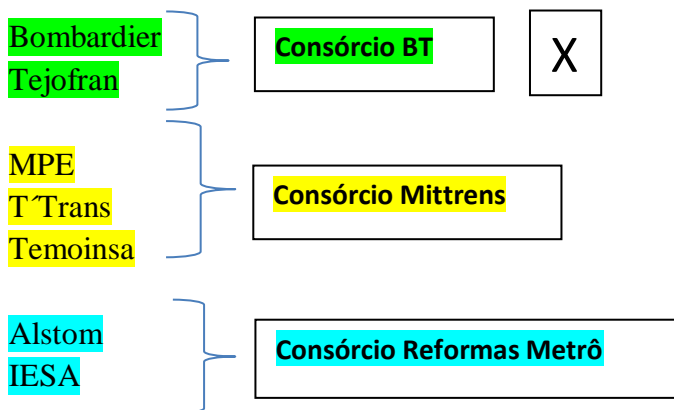 Bombardier
Tejofran
Consórcio BT
X
MPE
T´Trans
Temoinsa
Consórcio Mittrens
Alstom
IESA
Consórcio Reformas Metrô